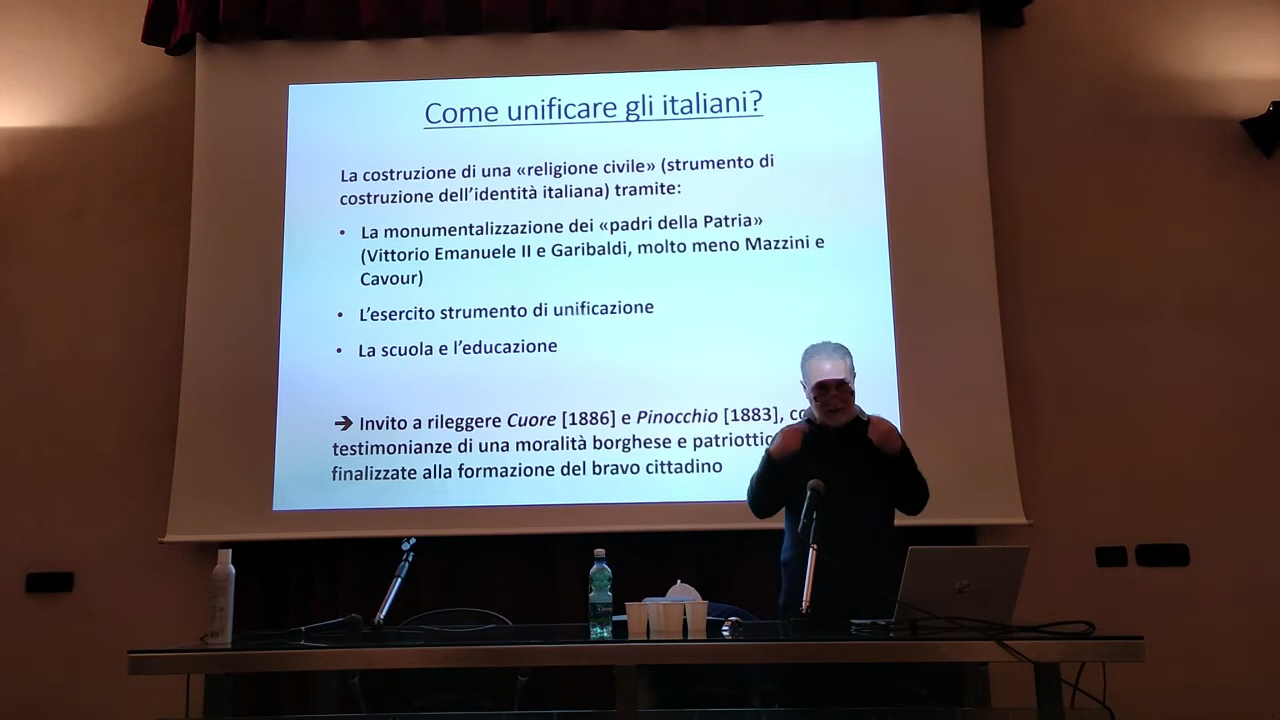 Come unificare gli italiani?
La costruzione di una «religione civile» (strumento di
costruzione dell'identità italiana) tramite:
• La monumentalizzazione dei «padri della Patria»
(Vittorio Emanuele II e Garibaldi, molto meno Mazzini e
Cavour)
• L'esercito strumento di unificazione
• La scuola e l'educazione
➔ Invito a rileggere Cuore [1886] e Pinocchio [1883],
testimonianze di una moralità borghese e
finalizzate alla formazione del bravo cittadino